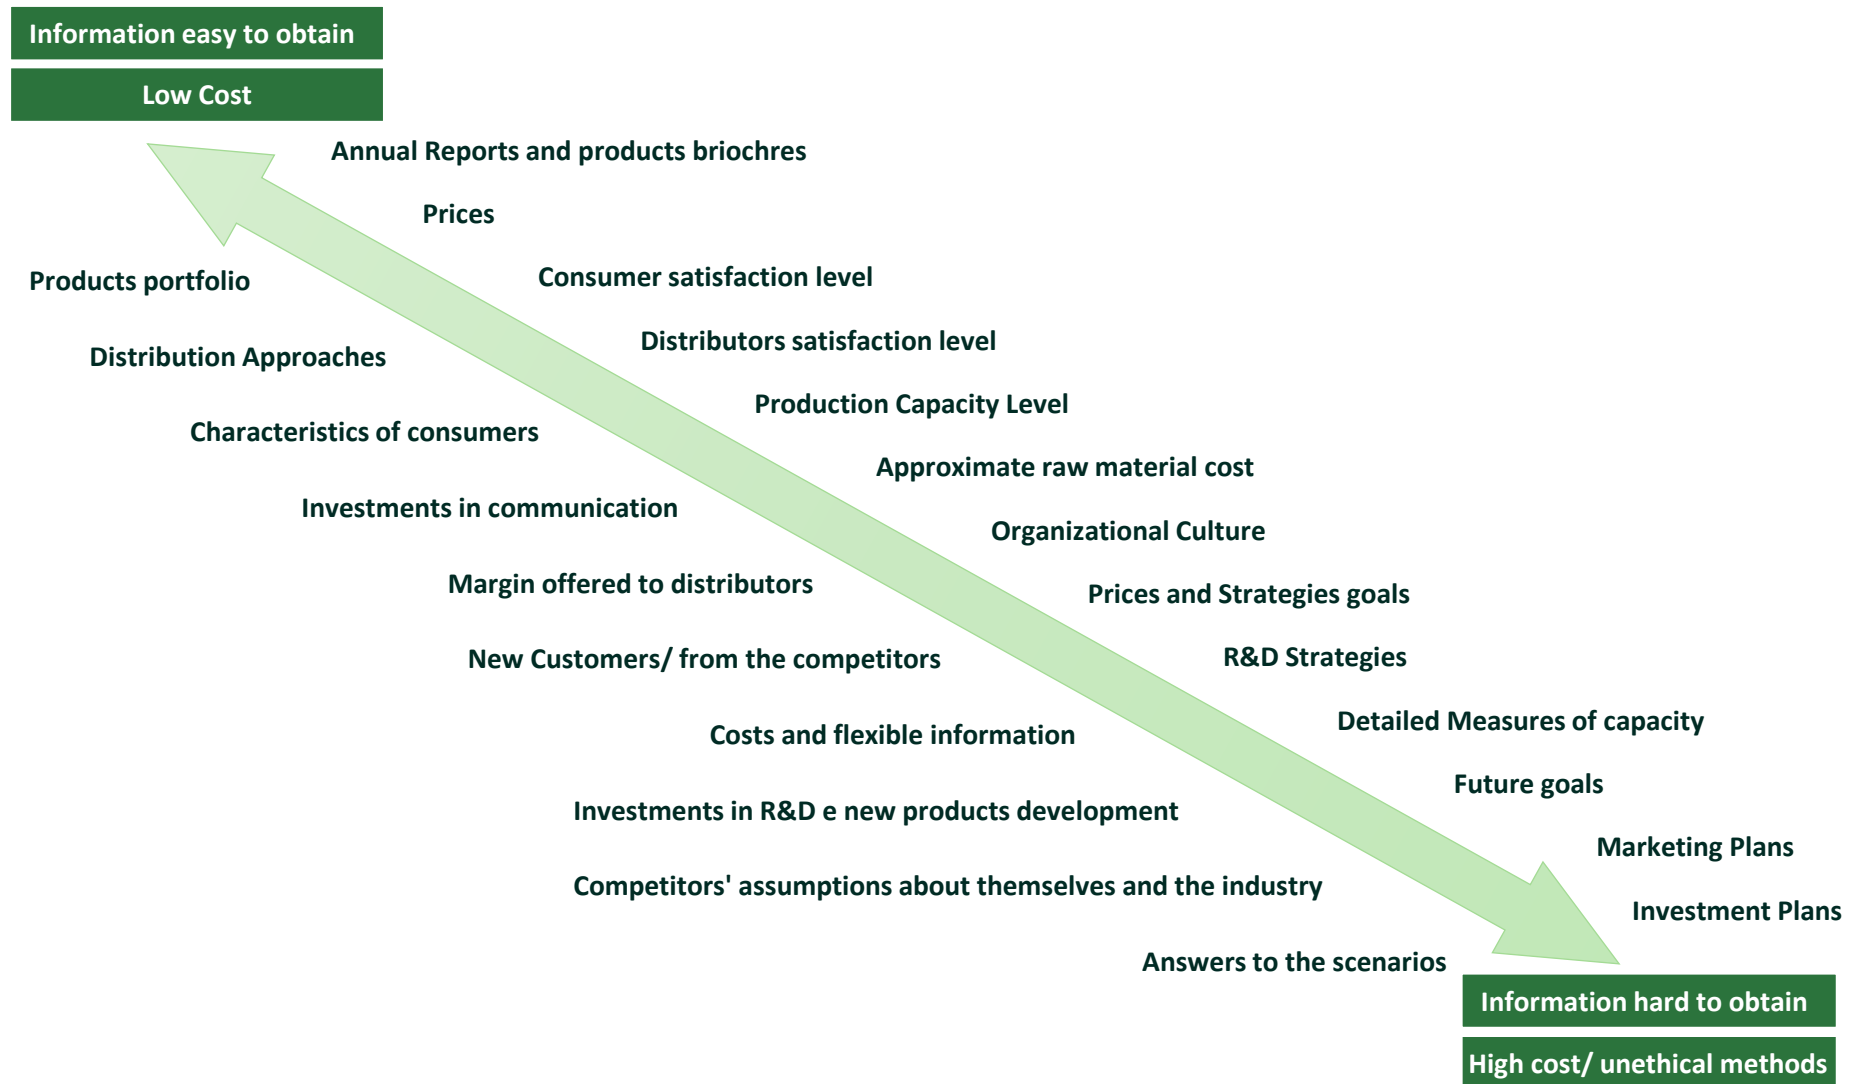 Information easy to obtain
Low Cost
Annual Reports and products briochres
Prices
Consumer satisfaction level
Products portfolio
Distributors satisfaction level
Distribution Approaches
Production Capacity Level
Characteristics of consumers
Approximate raw material cost
Investments in communication
Organizational Culture
Margin offered to distributors
Prices and Strategies goals
New Customers/ from the competitors
R&D Strategies
Detailed Measures of capacity
Costs and flexible information
Future goals
Investments in R&D e new products development
Marketing Plans
Competitors' assumptions about themselves and the industry
Investment Plans
Answers to the scenarios
Information hard to obtain
High cost/ unethical methods